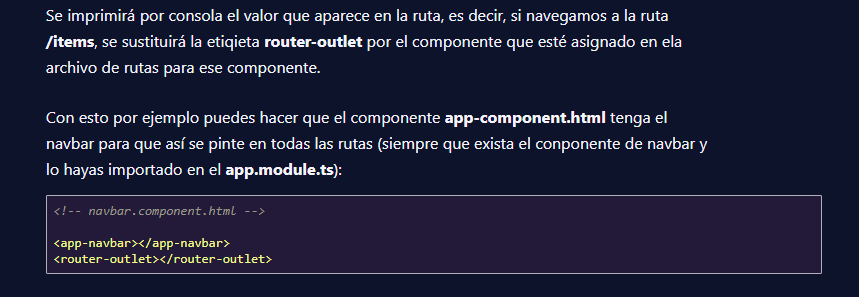 Se imprimirá por consola el valor que aparece en la ruta, es decir, si navegamos a la ruta
/items, se sustituirá la etiqieta router-outlet por el componente que esté asignado en ela
archivo de rutas para ese componente.
Con esto por ejemplo puedes hacer que el componente app-component.html tenga el
navbar para que así se pinte en todas las rutas (siempre que exista el conponente de navbar y
lo hayas importado en el app.module.ts):
<!-- navbar.component.html -->
<app-navbar></app-navbar>
<router-outlet></router-outlet>